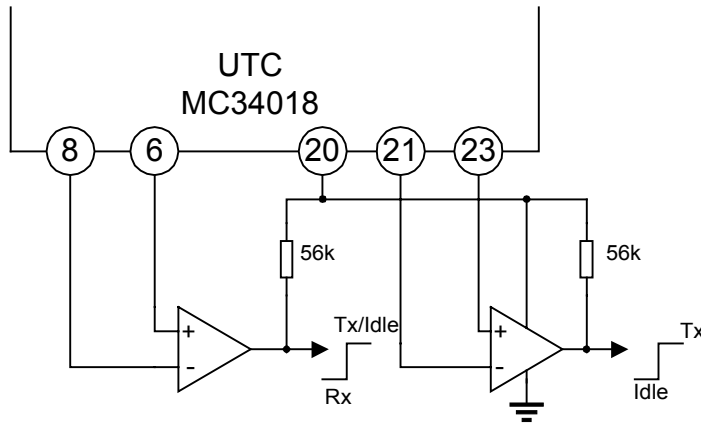 UTC
MC34018
8
6
20
21
23
56k
56k
+
-
Tx/Idle
Rx
+
-
Tx
Idle